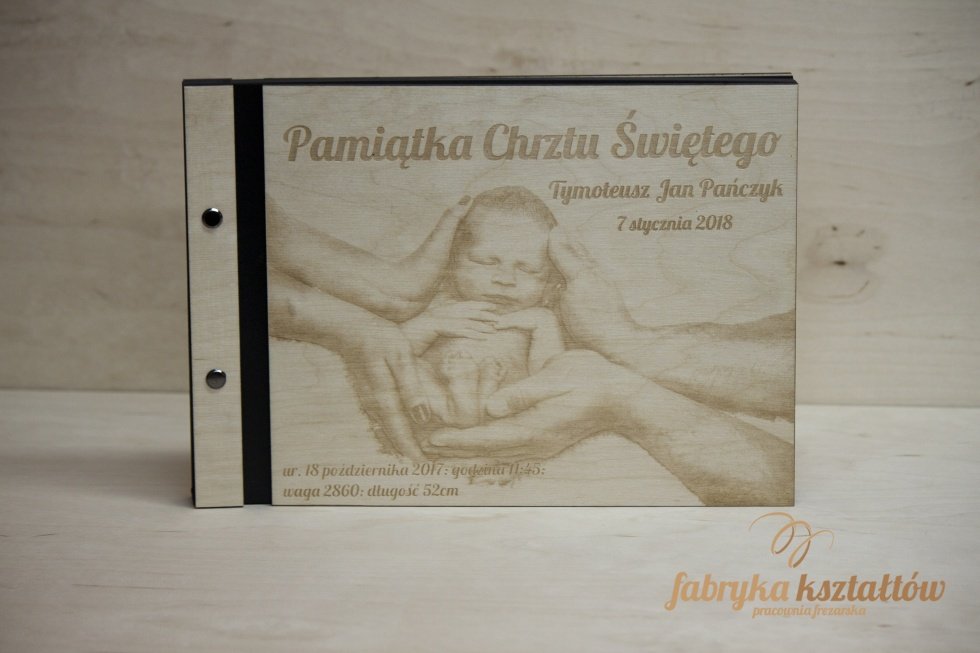 Pamiątka Chrztu Świętego
Tymoteusz Jan Pańczyk
7 stycznia 2018
ur. 18 października 2017: godzina 11:45:
waga 2860: długość 52cm
fabryka kształtów
pracownia frezarska